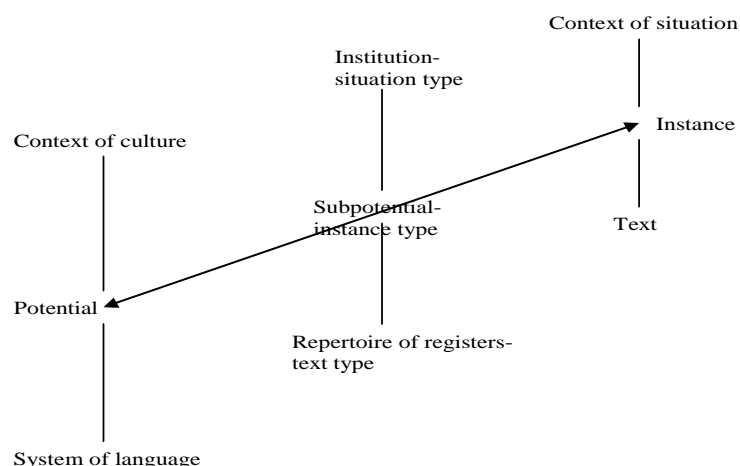 Context of situation
Institution-
situation type
Instance
Context of culture
Subpotential-
instance type
Text
Potential
Repertoire of registers-
text type
System of language